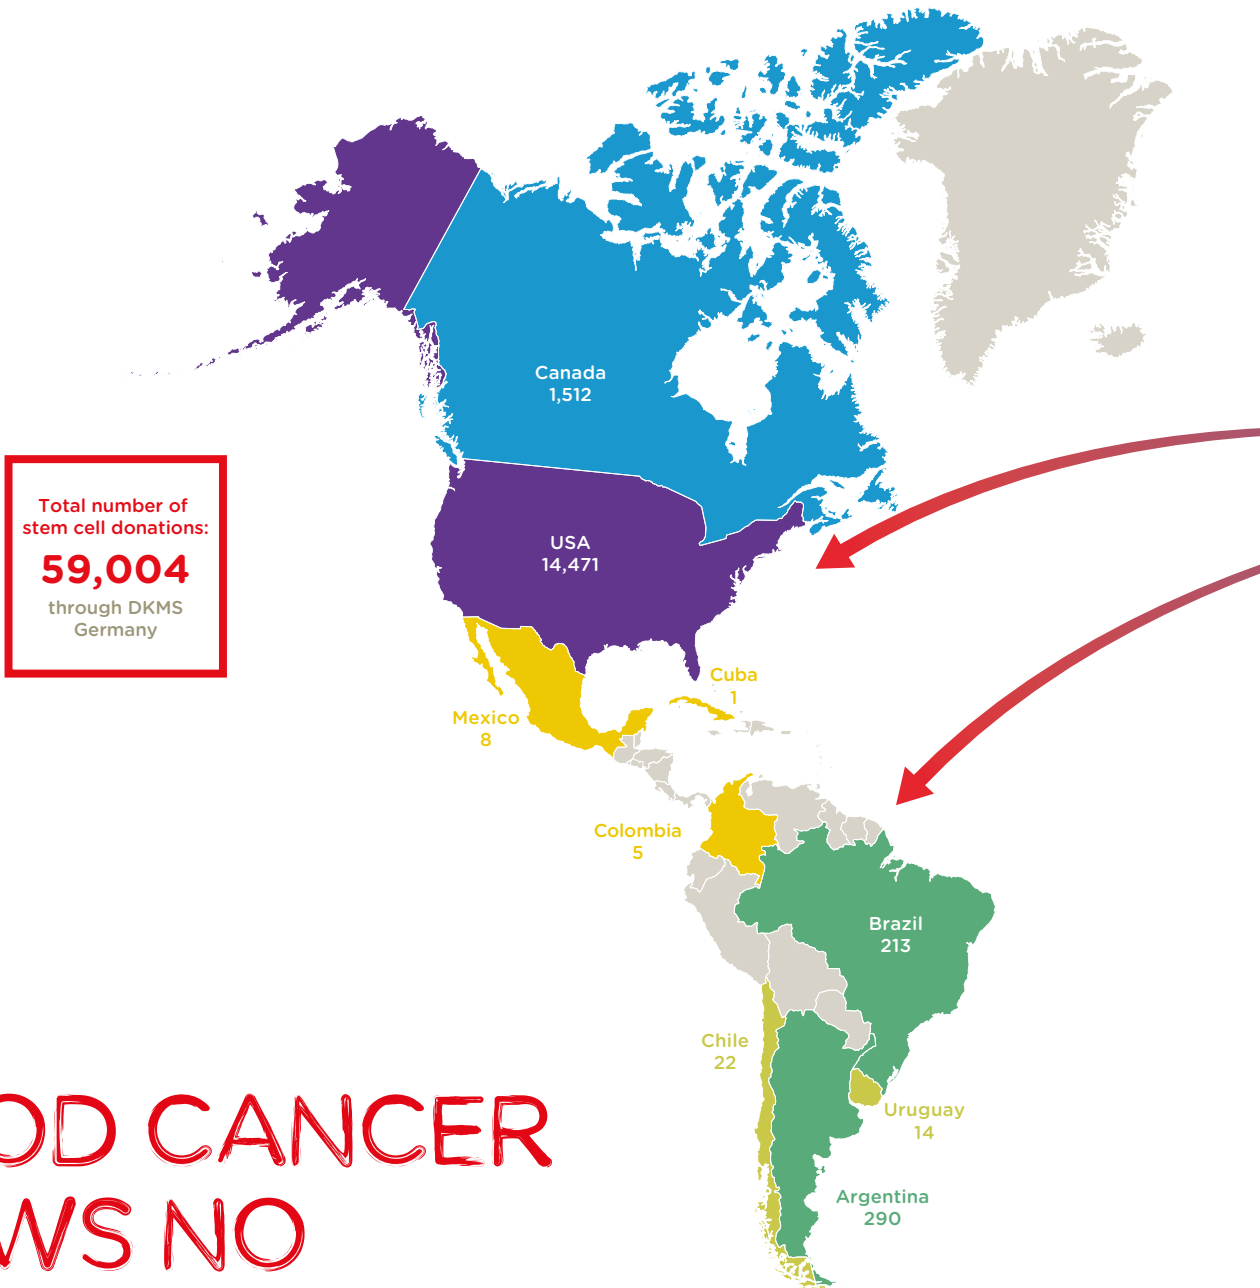 Canada
1,512
Total number of
stem cell donations:
59,004
through DKMS
Germany
USA
14,471
Cuba
1
Mexico
8
Colombia
5
Brazil
213
Chile
22
Uruguay
14
Argentina
290
OD CANCER
WS NO